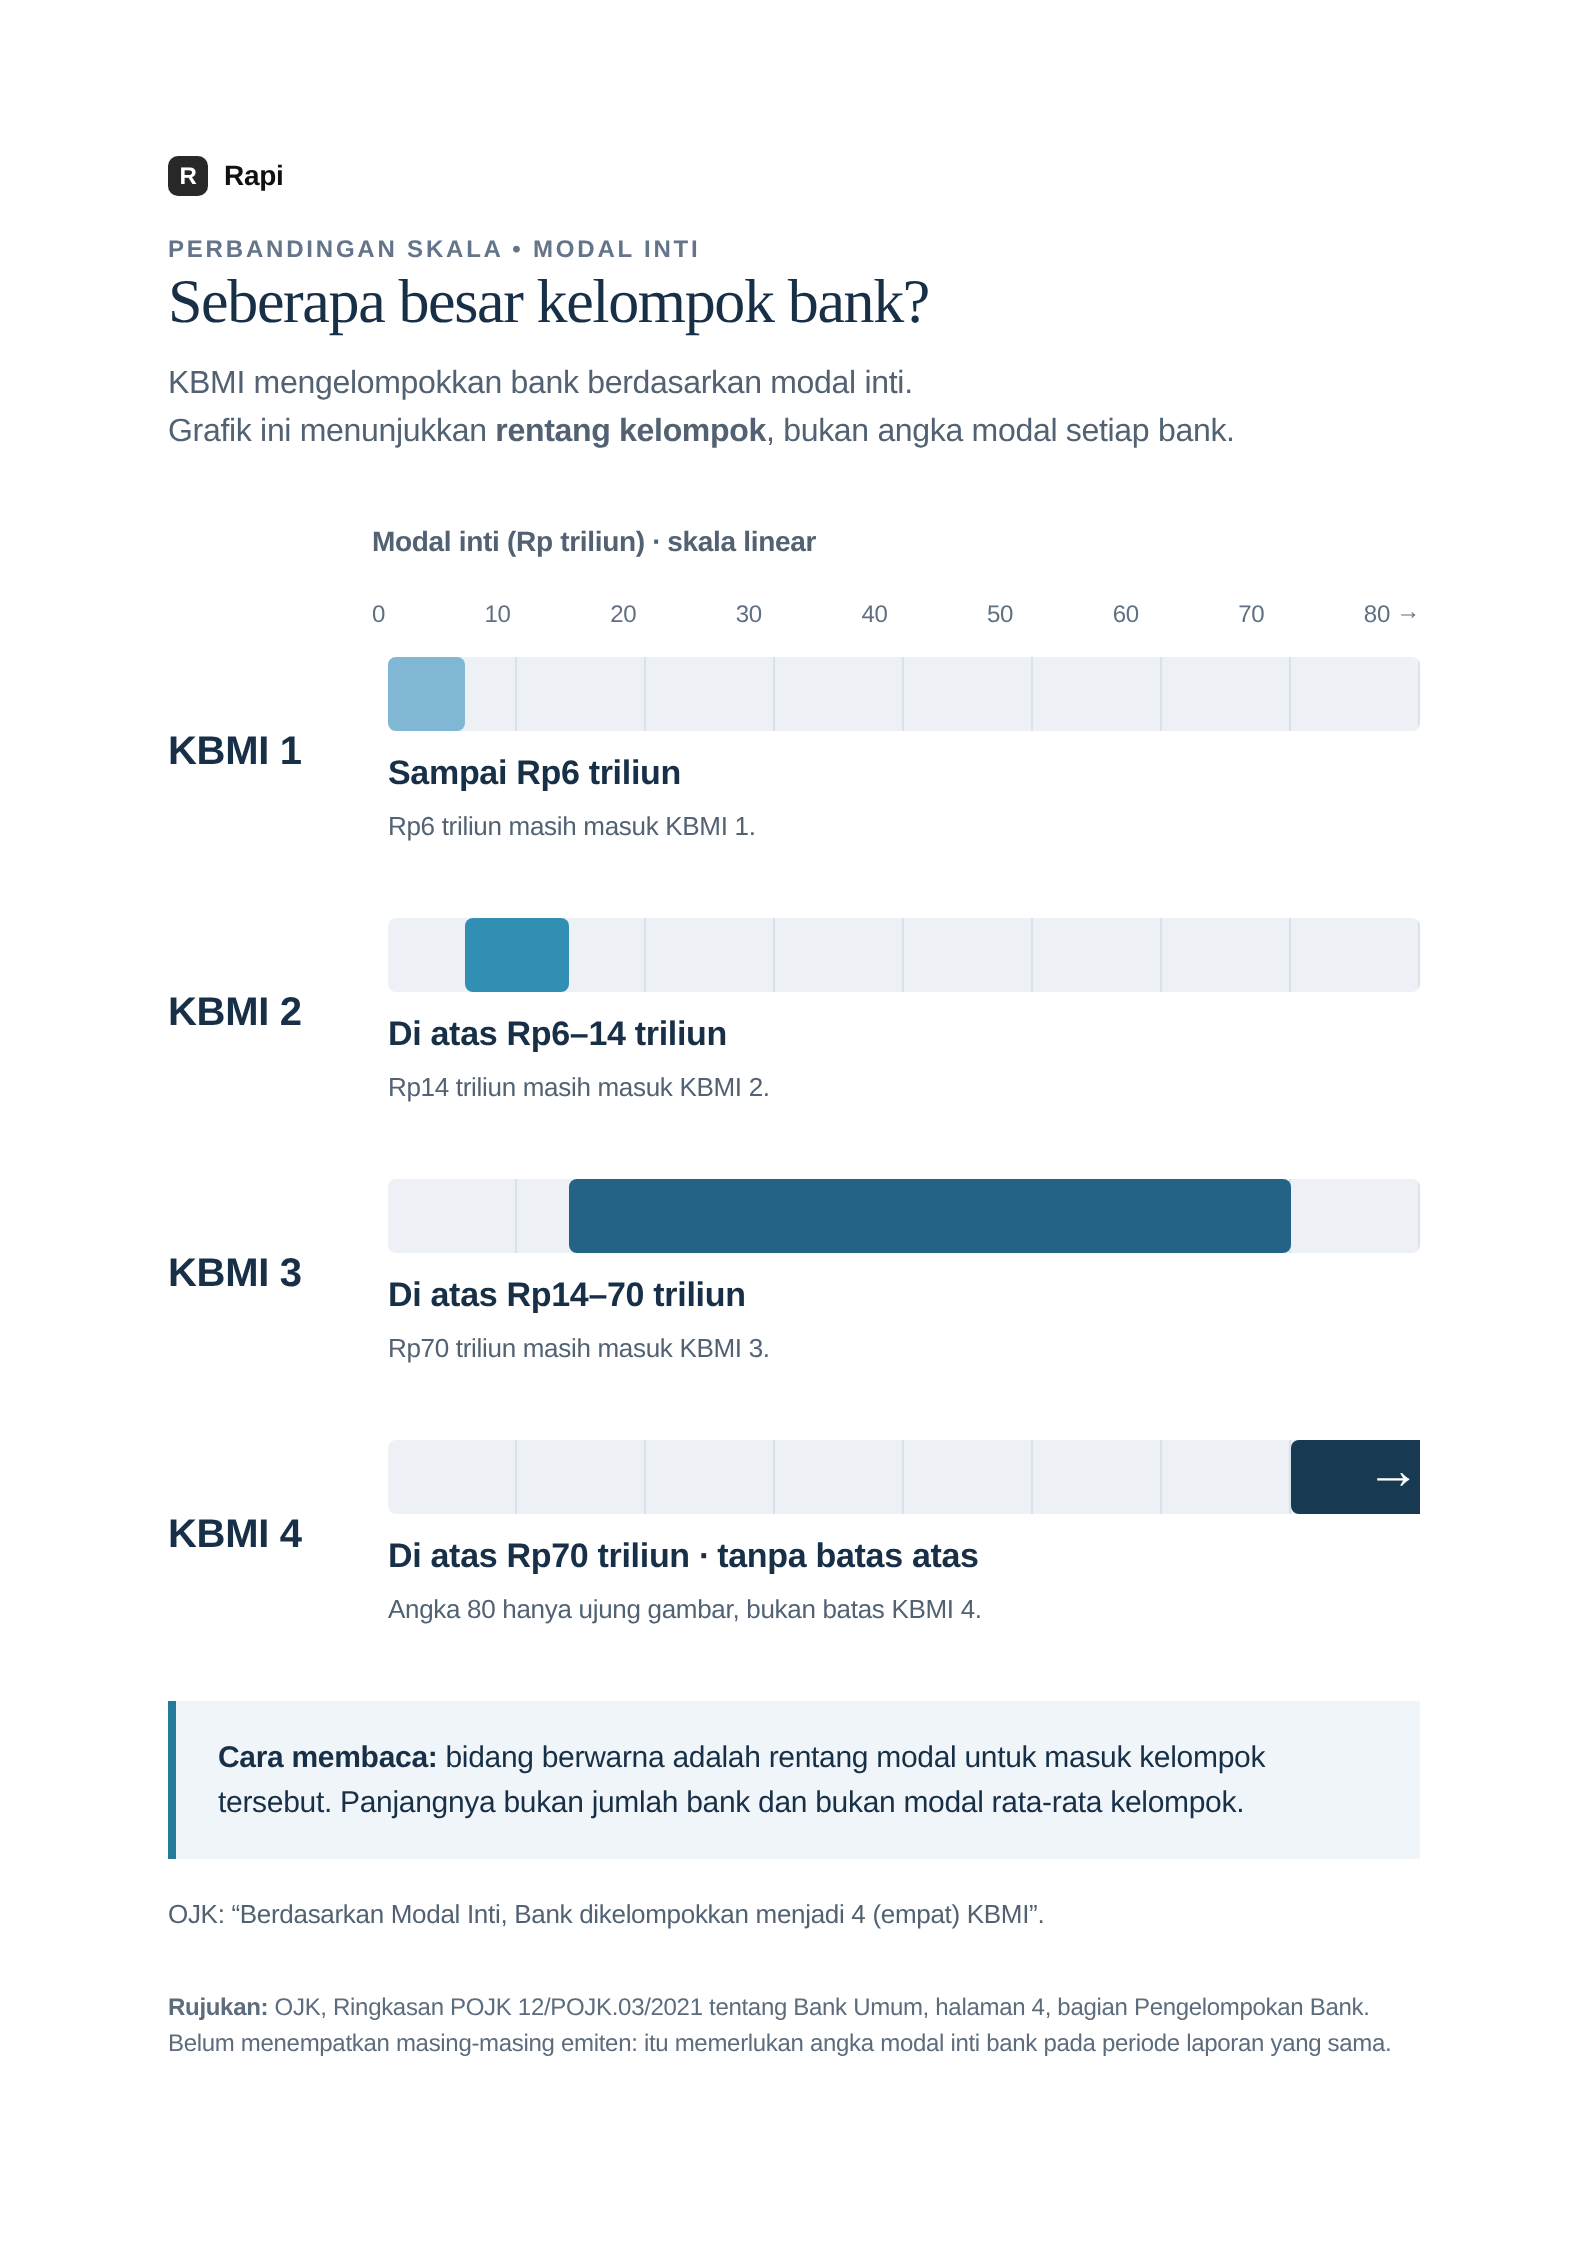 R Rapi
PERBANDINGAN SKALA • MODAL INTI
Seberapa besar kelompok bank?
KBMI mengelompokkan bank berdasarkan modal inti.
Grafik ini menunjukkan rentang kelompok, bukan angka modal setiap bank.
Modal inti (Rp triliun) · skala linear
0 10 20 30 40 50 60 70 80 →
KBMI 1
Sampai Rp6 triliun
Rp6 triliun masih masuk KBMI 1.
KBMI 2
Di atas Rp6–14 triliun
Rp14 triliun masih masuk KBMI 2.
KBMI 3
Di atas Rp14–70 triliun
Rp70 triliun masih masuk KBMI 3.
→
KBMI 4
Di atas Rp70 triliun · tanpa batas atas
Angka 80 hanya ujung gambar, bukan batas KBMI 4.
Cara membaca: bidang berwarna adalah rentang modal untuk masuk kelompok
tersebut. Panjangnya bukan jumlah bank dan bukan modal rata-rata kelompok.
OJK: “Berdasarkan Modal Inti, Bank dikelompokkan menjadi 4 (empat) KBMI”.
Rujukan: OJK, Ringkasan POJK 12/POJK.03/2021 tentang Bank Umum, halaman 4, bagian Pengelompokan Bank.
Belum menempatkan masing-masing emiten: itu memerlukan angka modal inti bank pada periode laporan yang sama.